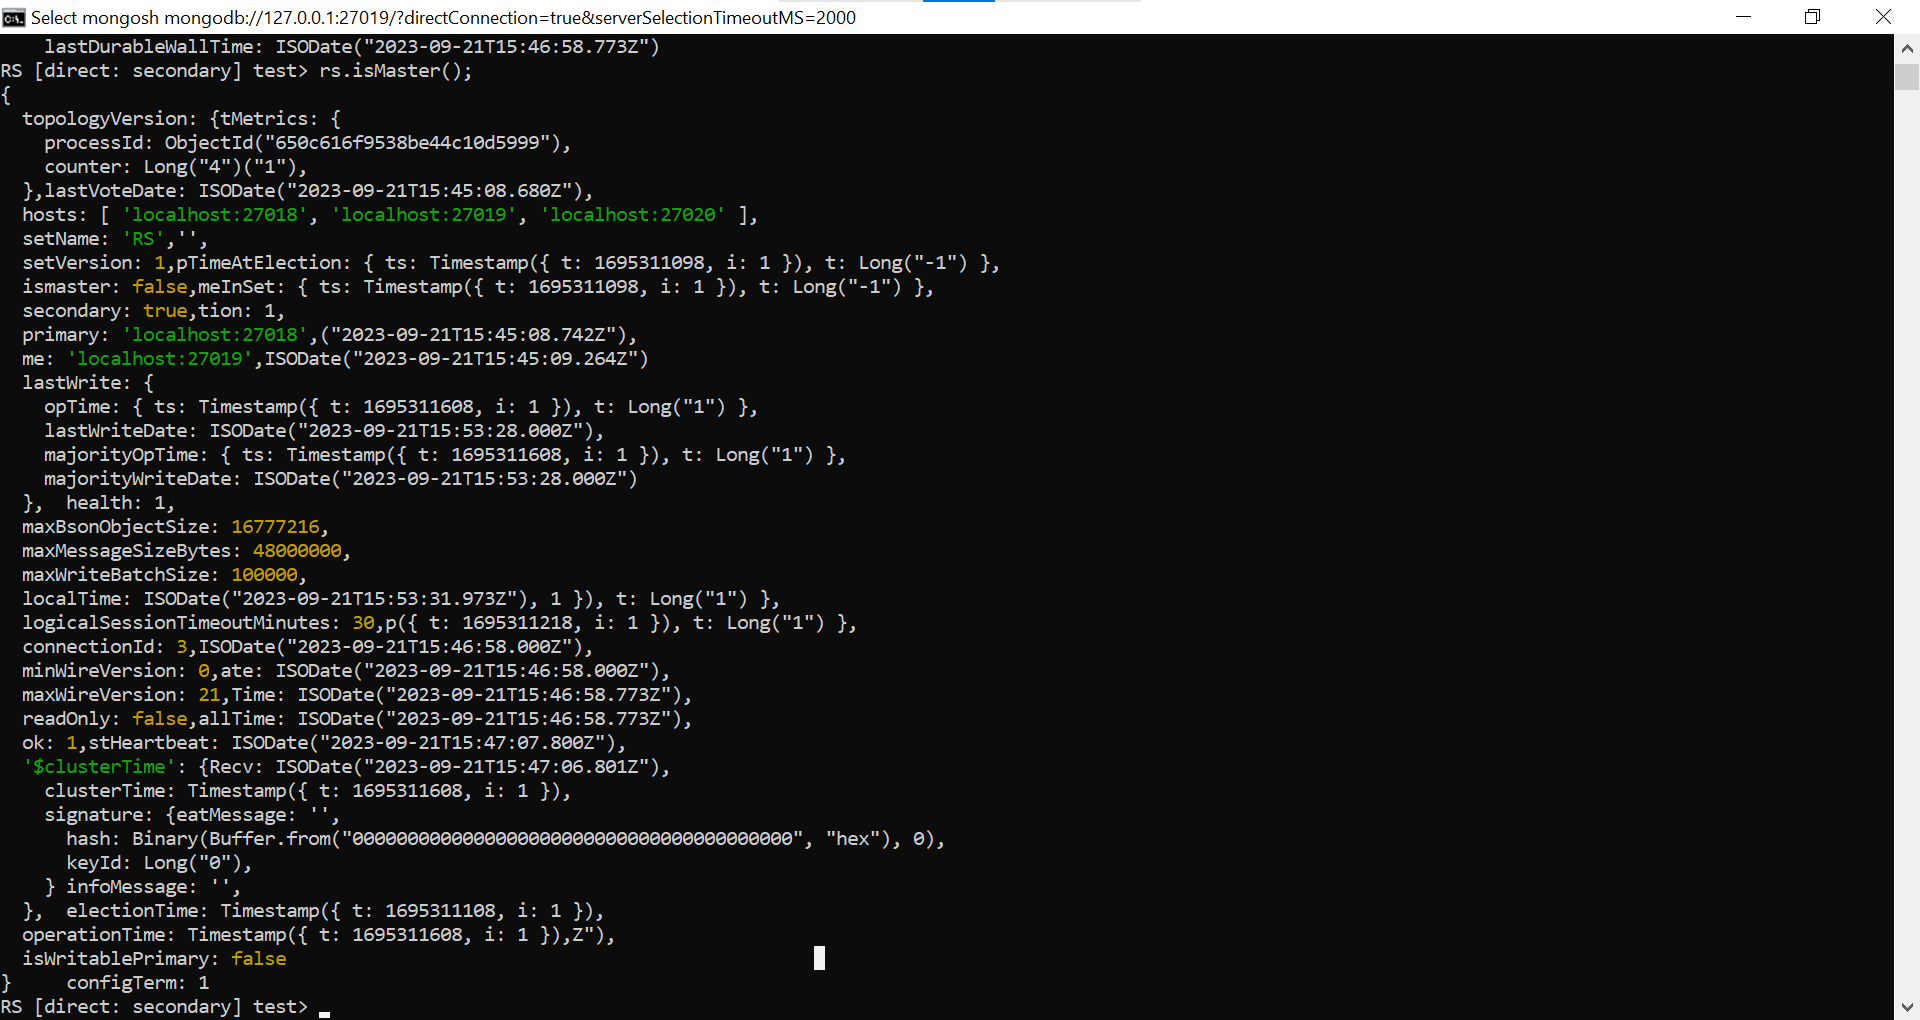 Select mongosh mongodb://127.0.0.1:27019/?directConnection=true&serverSelectionTimeoutMS=2000
    lastDurableWallTime: ISODate("2023-09-21T15:46:58.773Z")
RS [direct: secondary] test> rs.isMaster();
{
  topologyVersion: {tMetrics: {
    processId: ObjectId("650c616f9538be44c10d5999"),
    counter: Long("4")("1"),
  },lastVoteDate: ISODate("2023-09-21T15:45:08.680Z"),
  hosts: [ 'localhost:27018', 'localhost:27019', 'localhost:27020' ],
  setName: 'RS','',
  setVersion: 1,pTimeAtElection: { ts: Timestamp({ t: 1695311098, i: 1 }), t: Long("-1") },
  ismaster: false,meInSet: { ts: Timestamp({ t: 1695311098, i: 1 }), t: Long("-1") },
  secondary: true,tion: 1,
  primary: 'localhost:27018',("2023-09-21T15:45:08.742Z"),
  me: 'localhost:27019',ISODate("2023-09-21T15:45:09.264Z")
  lastWrite: {
    opTime: { ts: Timestamp({ t: 1695311608, i: 1 }), t: Long("1") },
    lastWriteDate: ISODate("2023-09-21T15:53:28.000Z"),
    majorityOpTime: { ts: Timestamp({ t: 1695311608, i: 1 }), t: Long("1") },
    majorityWriteDate: ISODate("2023-09-21T15:53:28.000Z")
  },  health: 1,
  maxBsonObjectSize: 16777216,
  maxMessageSizeBytes: 48000000,
  maxWriteBatchSize: 100000,
  localTime: ISODate("2023-09-21T15:53:31.973Z"), 1 }), t: Long("1") },
  logicalSessionTimeoutMinutes: 30,p({ t: 1695311218, i: 1 }), t: Long("1") },
  connectionId: 3,ISODate("2023-09-21T15:46:58.000Z"),
  minWireVersion: 0,ate: ISODate("2023-09-21T15:46:58.000Z"),
  maxWireVersion: 21,Time: ISODate("2023-09-21T15:46:58.773Z"),
  readOnly: false,allTime: ISODate("2023-09-21T15:46:58.773Z"),
  ok: 1,stHeartbeat: ISODate("2023-09-21T15:47:07.800Z"),
  '$clusterTime': {Recv: ISODate("2023-09-21T15:47:06.801Z"),
    clusterTime: Timestamp({ t: 1695311608, i: 1 }),
    signature: {eatMessage: '',
      hash: Binary(Buffer.from("0000000000000000000000000000000000000000", "hex"), 0),
      keyId: Long("0"),
    } infoMessage: '',
  },  electionTime: Timestamp({ t: 1695311108, i: 1 }),
  operationTime: Timestamp({ t: 1695311608, i: 1 }),Z"),
  isWritablePrimary: false
}     configTerm: 1
RS [direct: secondary] test>